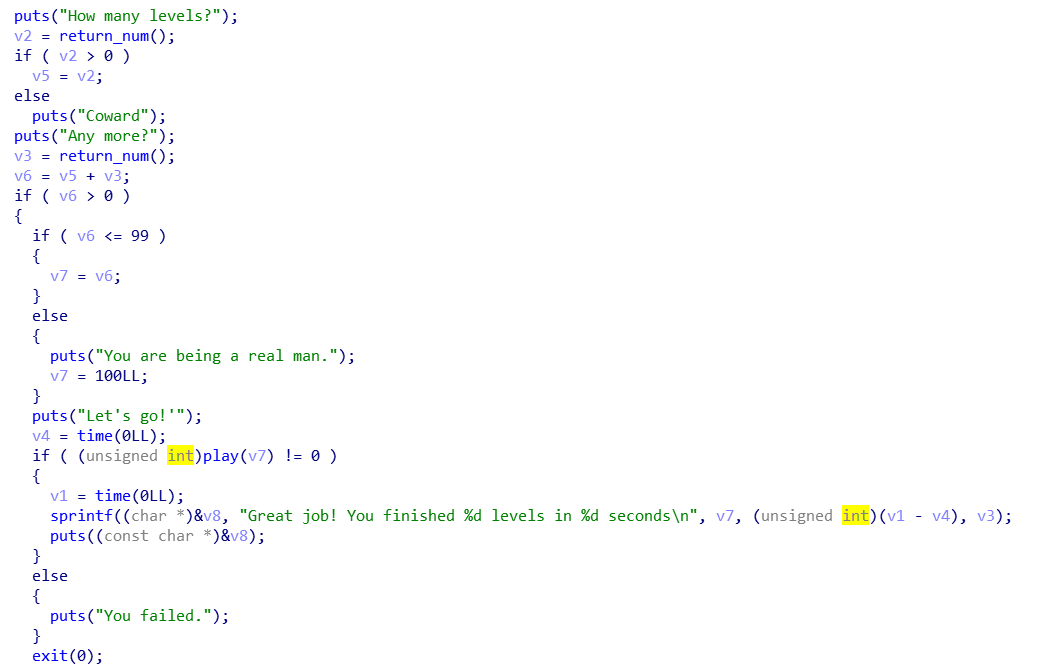 puts("How many levels?");
v2 = return_num();
if ( v2 > 0 )
  v5 = v2;
else
  puts("Coward");
puts("Any more?");
v3 = return_num();
v6 = v5 + v3;
if ( v6 > 0 )
{
  if ( v6 <= 99 )
  {
    v7 = v6;
  }
  else
  {
    puts("You are being a real man.");
    v7 = 100LL;
  }
  puts("Let's go!'");
  v4 = time(0LL);
  if ( (unsigned int)play(v7) != 0 )
  {
    v1 = time(0LL);
    sprintf((char *)&v8, "Great job! You finished %d levels in %d seconds\n", v7, (unsigned int)(v1 - v4), v3);
    puts((const char *)&v8);
  }
  else
  {
    puts("You failed.");
  }
  exit(0);